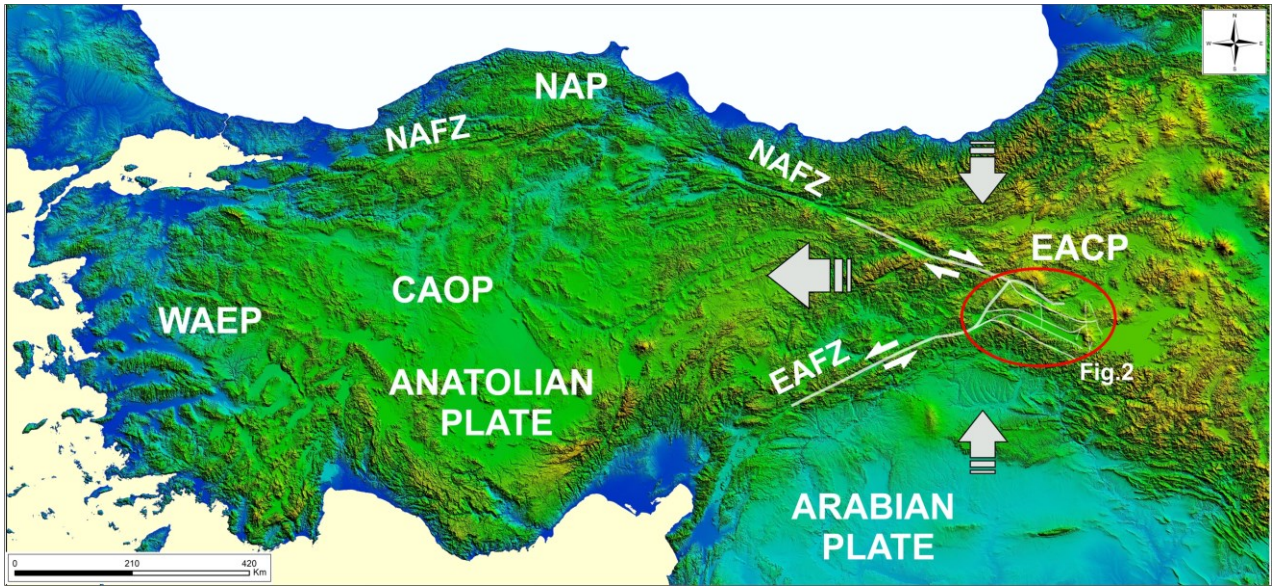 N
W
E
S
NAP
NAFZ
NAFZ
EACP
CAOP
WAEP
EAFZ
Fig.2
ANATOLIAN
PLATE
ARABIAN
PLATE
0 210 420
Km